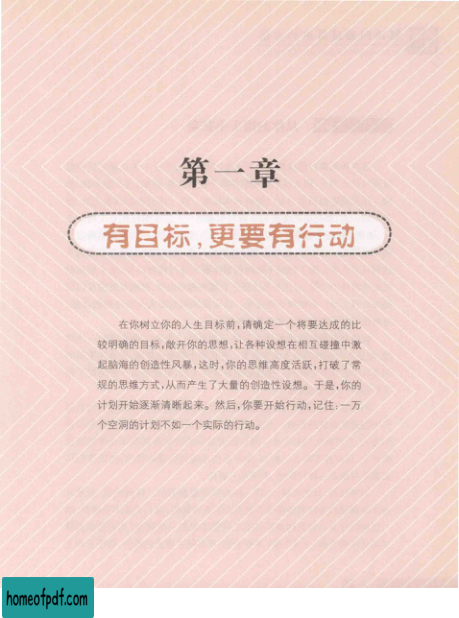 第一章
有目标，更要有行动
在你树立你的人生目标前，请确定一个将要达成的比
较明确的目标，敞开你的思想，让各种设想在相互碰撞中激
起脑海的创造性风暴，这时，你的思维高度活跃，打破了常
规的思维方式，从而产生了大量的创造性设想。于是，你的
计划开始逐渐清晰起来。然后，你要开始行动，记住：一万
个空洞的计划不如一个实际的行动。
homeofpdf.com